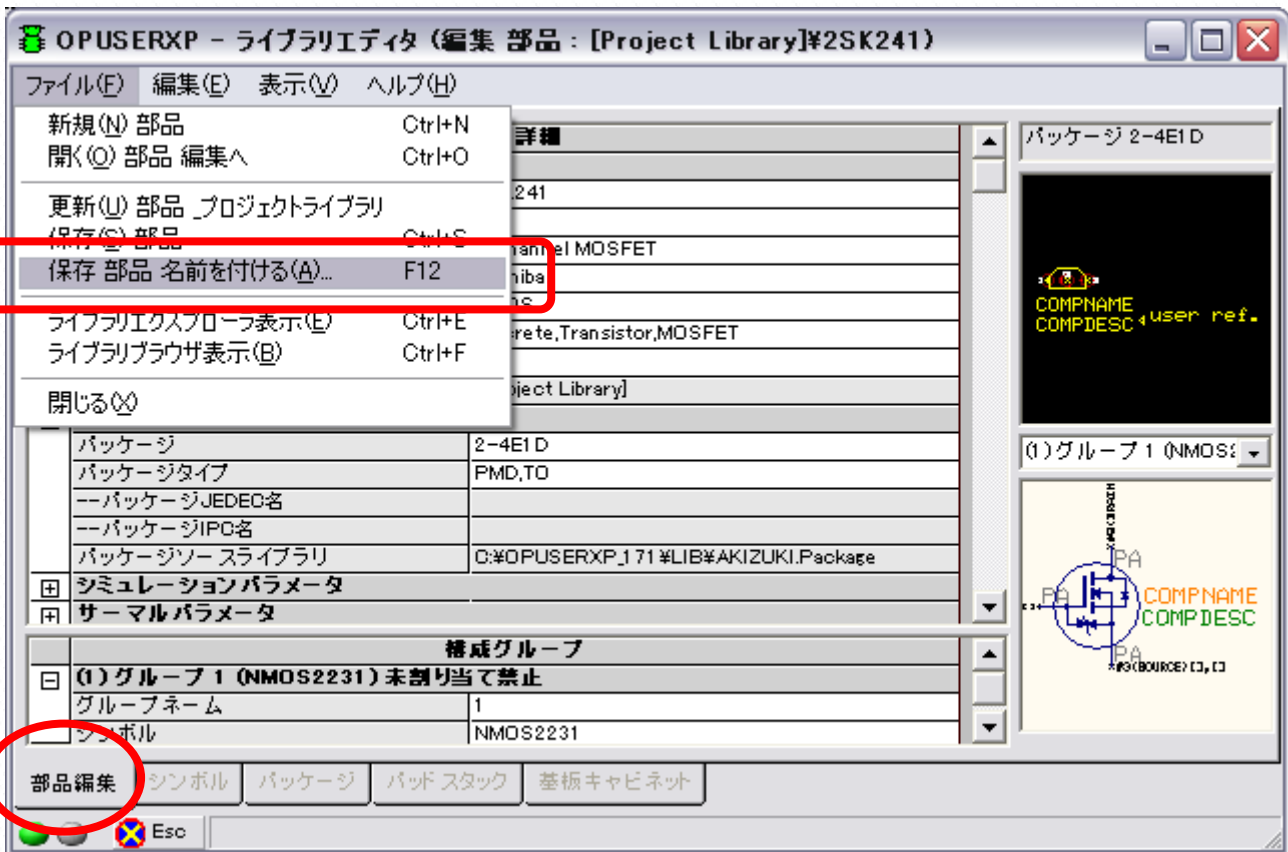 OPUSERXP - ライブラリエディタ (編集 部品 : [Project Library]¥2SK241)
ファイル(F) 編集(E) 表示(V) ヘルプ(H)
新規(N) 部品 Ctrl+N
開く(O) 部品 編集へ Ctrl+O
更新(U) 部品 _プロジェクトライブラリ
保存(S) 部品 Ctrl+S
保存 部品 名前を付ける(A)... F12
ライブラリエクスプローラ表示(E) Ctrl+E
ライブラリブラウザ表示(B) Ctrl+F
閉じる(X)
詳細
241
annel MOSFET
hiba
rete,Transistor,MOSFET
ject Library]
パッケージ 2-4E1D
パッケージタイプ PMD,TO
--パッケージJEDEC名
--パッケージIPC名
パッケージソースライブラリ C:¥OPUSERXP_171¥LIB¥AKIZUKI.Package
シミュレーションパラメータ
サーマルパラメータ
構成グループ
(1)グループ 1 (NMOS2231) 未割り当て禁止
グループネーム 1
シンボル NMOS2231
パッケージ 2-4E1D
COMPNAME
COMPDESC
user ref.
(1)グループ 1 (NMOS
PA
PA
COMPNAME
COMPDESC
PA
部品編集 シンボル パッケージ パッド スタック 基板キャビネット
Esc